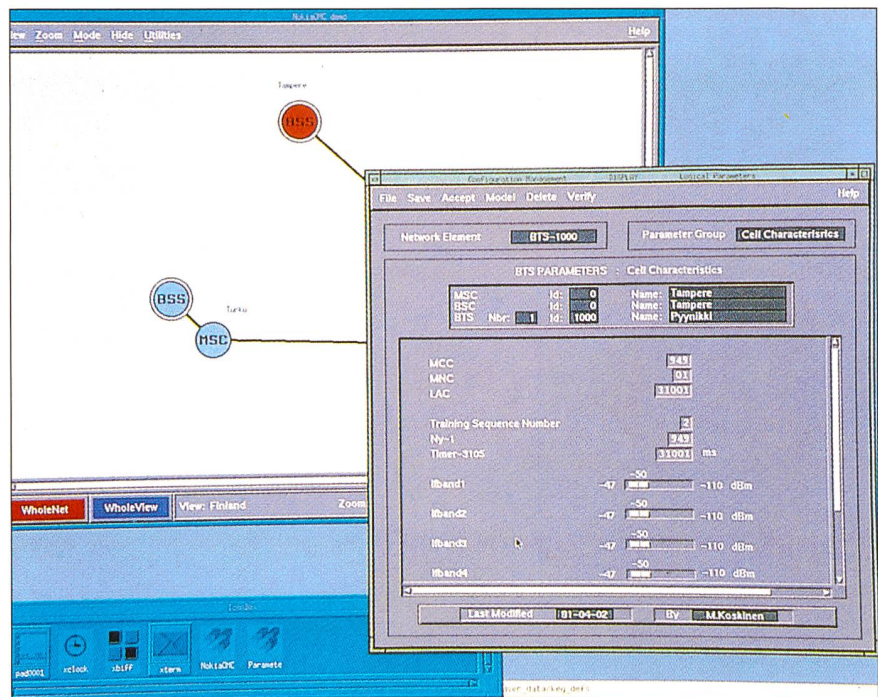 NokiaOMC demo
iew Zoom Mode Hide Utilities Help
Tampere
BSS
BSS
Turku
MSC
WholeNet WholeView View: Finland Zoom
Configuration Management DISPLAY Logical Parameters
File Save Accept Model Delete Verify Help
Network Element BTS-1000 Parameter Group Cell Characterisrics
BTS PARAMETERS : Cell Characteristics
MSC Id: 0 Name: Tampere
BSC Id: 0 Name: Tampere
BTS Nbr: 1 Id: 1000 Name: Pyynikki
MCC 949
MNC 01
LAC 31001
Training Sequence Number 2
Ny-1 949
Timer-3105 31001 ms
-50
Ifband1 -47 -110 dBm
-50
Ifband2 -47 -110 dBm
-50
Ifband3 -47 -110 dBm
-50
Ifband4 -47 -110 dBm
Last Modified 91-04-02 By M.Koskinen
IconBox
pad0001 xclock xbiff xterm NokiaOMC Paramete